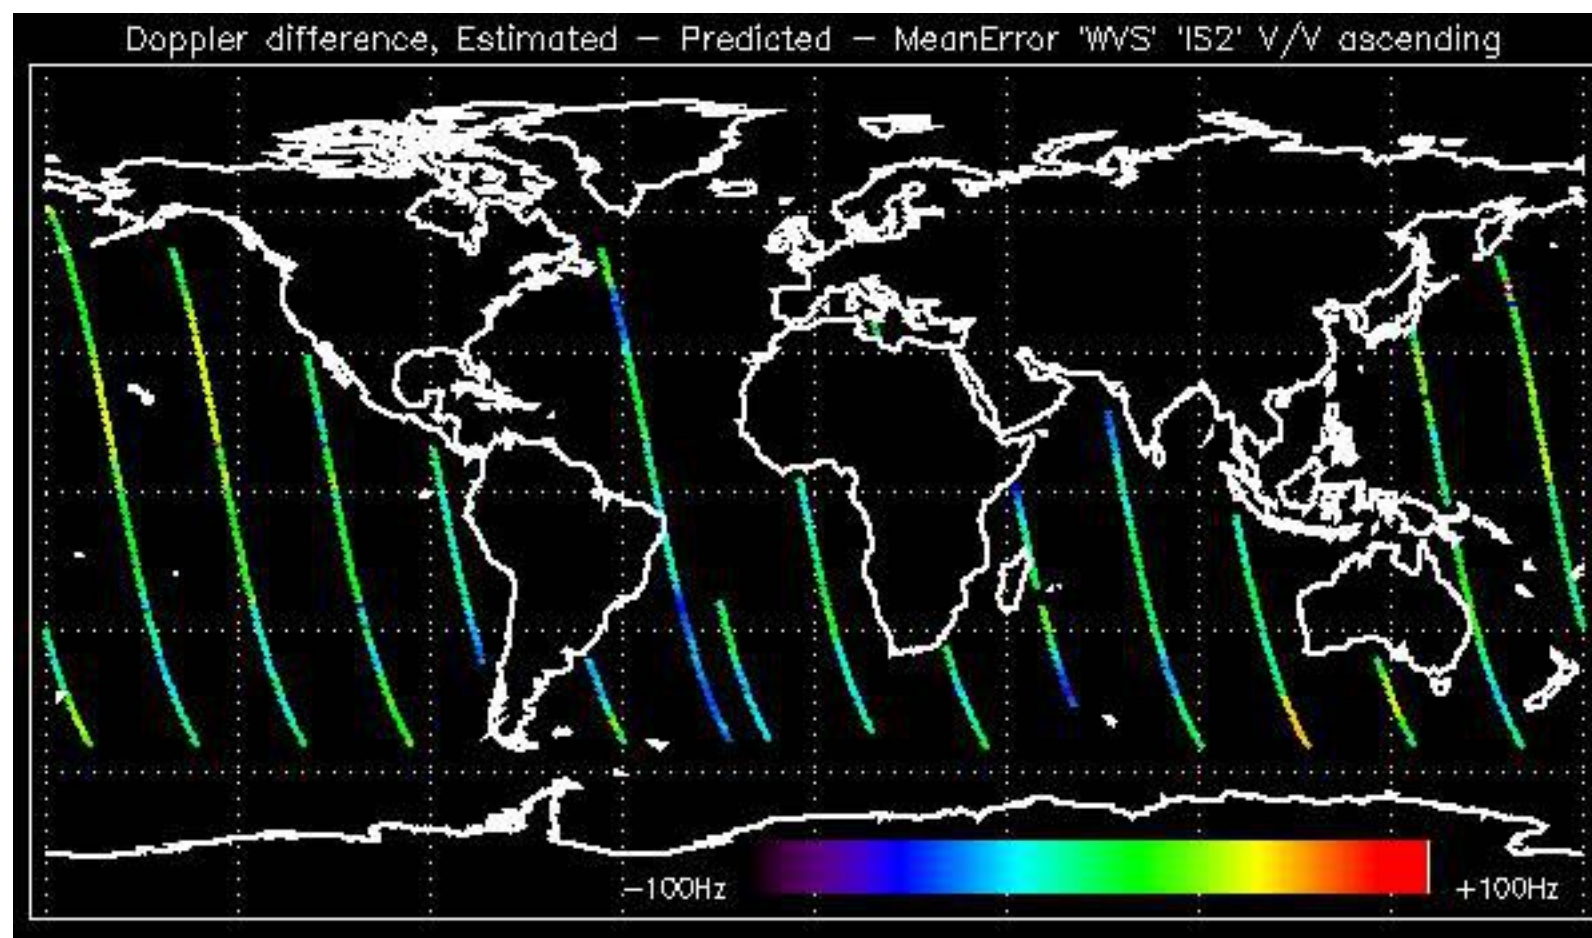 Doppler difference, Estimated – Predicted – MeanError 'WVS' 'IS2' V/V ascending
−100Hz
+100Hz